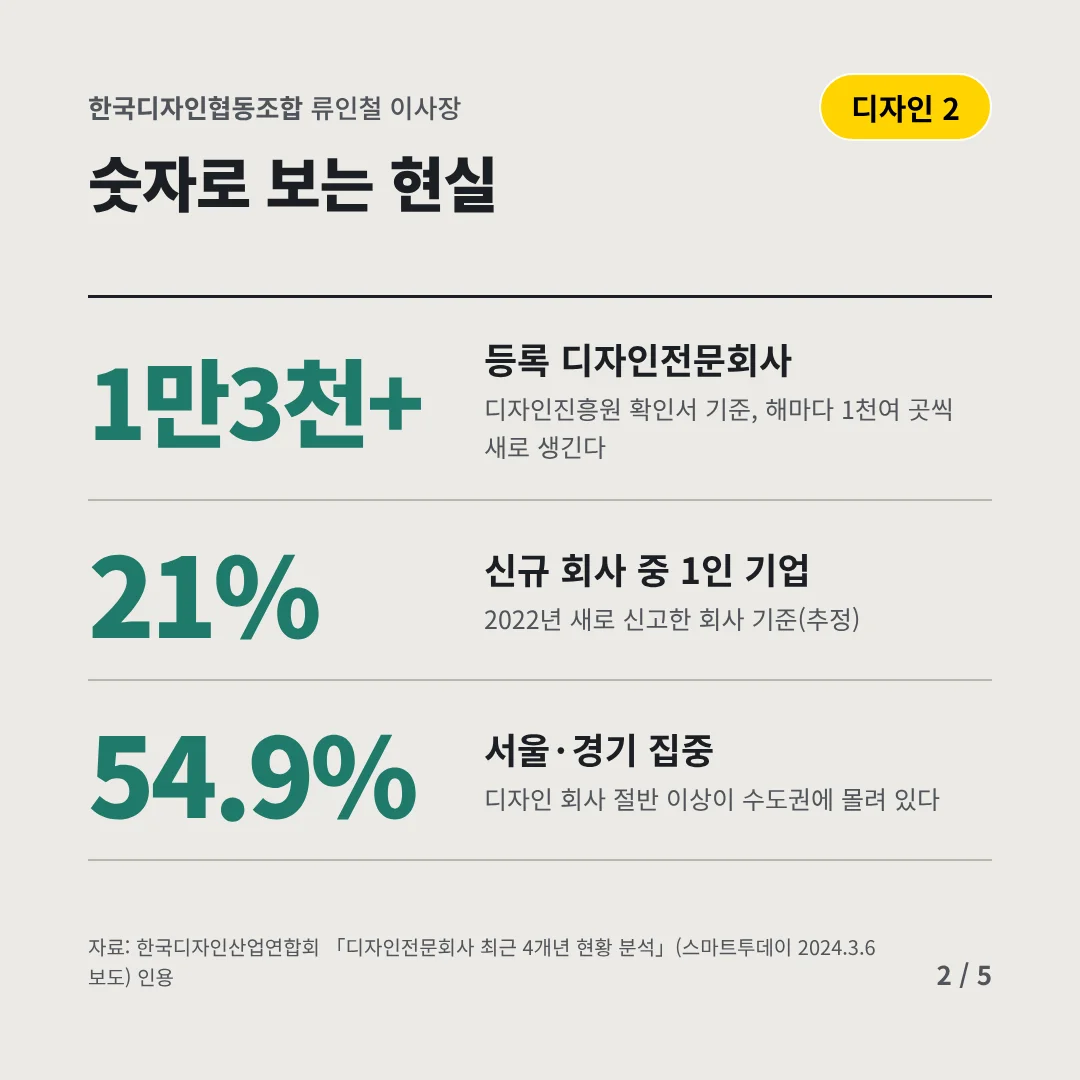 한국디자인협동조합 류인철 이사장
디자인 2
숫자로 보는 현실
1만3천+
등록 디자인전문회사
디자인진흥원 확인서 기준, 해마다 1천여 곳씩
새로 생긴다
21%
신규 회사 중 1인 기업
2022년 새로 신고한 회사 기준(추정)
54.9%
서울·경기 집중
디자인 회사 절반 이상이 수도권에 몰려 있다
자료: 한국디자인산업연합회 「디자인전문회사 최근 4개년 현황 분석」(스마트투데이 2024.3.6
보도) 인용
2 / 5